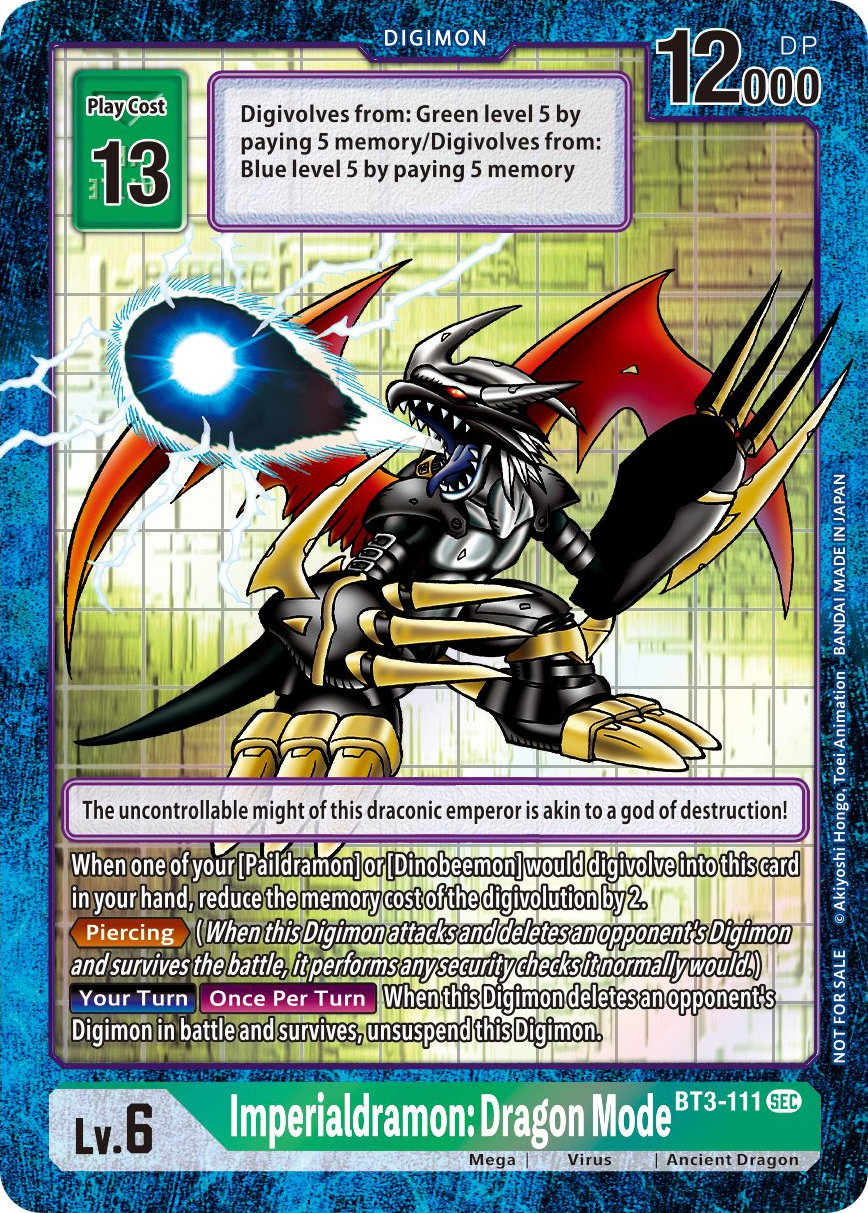 DIGIMON
12000 DP
Play Cost
13
Digivolves from: Green level 5 by
paying 5 memory/Digivolves from:
Blue level 5 by paying 5 memory
The uncontrollable might of this draconic emperor is akin to a god of destruction!
When one of your [Paildramon] or [Dinobeemon] would digivolve into this card
in your hand, reduce the memory cost of the digivolution by 2.
Piercing (When this Digimon attacks and deletes an opponent's Digimon
and survives the battle, it performs any security checks it normally would.)
Your Turn Once Per Turn When this Digimon deletes an opponent's
Digimon in battle and survives, unsuspend this Digimon.
NOT FOR SALE ©Akiyoshi Hongo, Toei Animation BANDAI MADE IN JAPAN
Lv.6
Imperialdramon: Dragon Mode BT3-111 SEC
Mega | Virus | Ancient Dragon